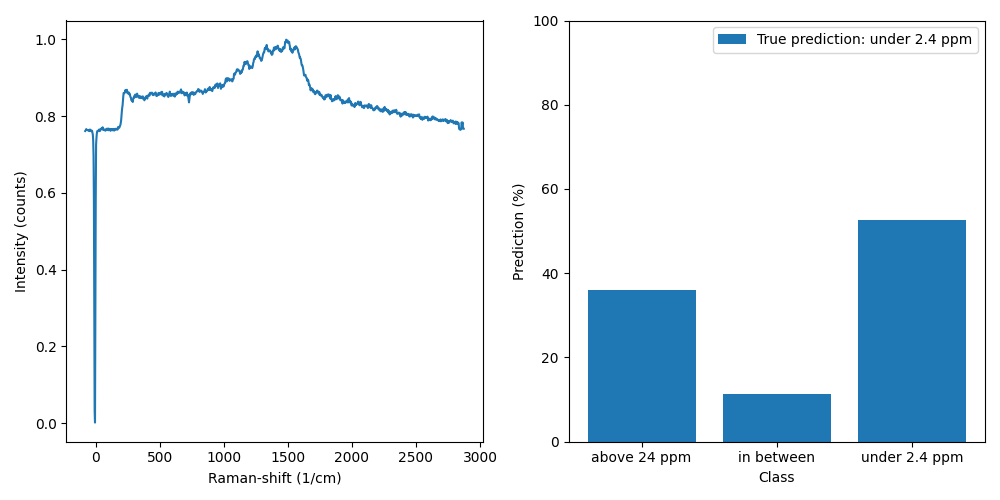 1.0
0.8
0.6
0.4
0.2
0.0
Intensity (counts)
0 500 1000 1500 2000 2500 3000
Raman-shift (1/cm)
100
80
60
40
20
0
Prediction (%)
True prediction: under 2.4 ppm
above 24 ppm in between under 2.4 ppm
Class